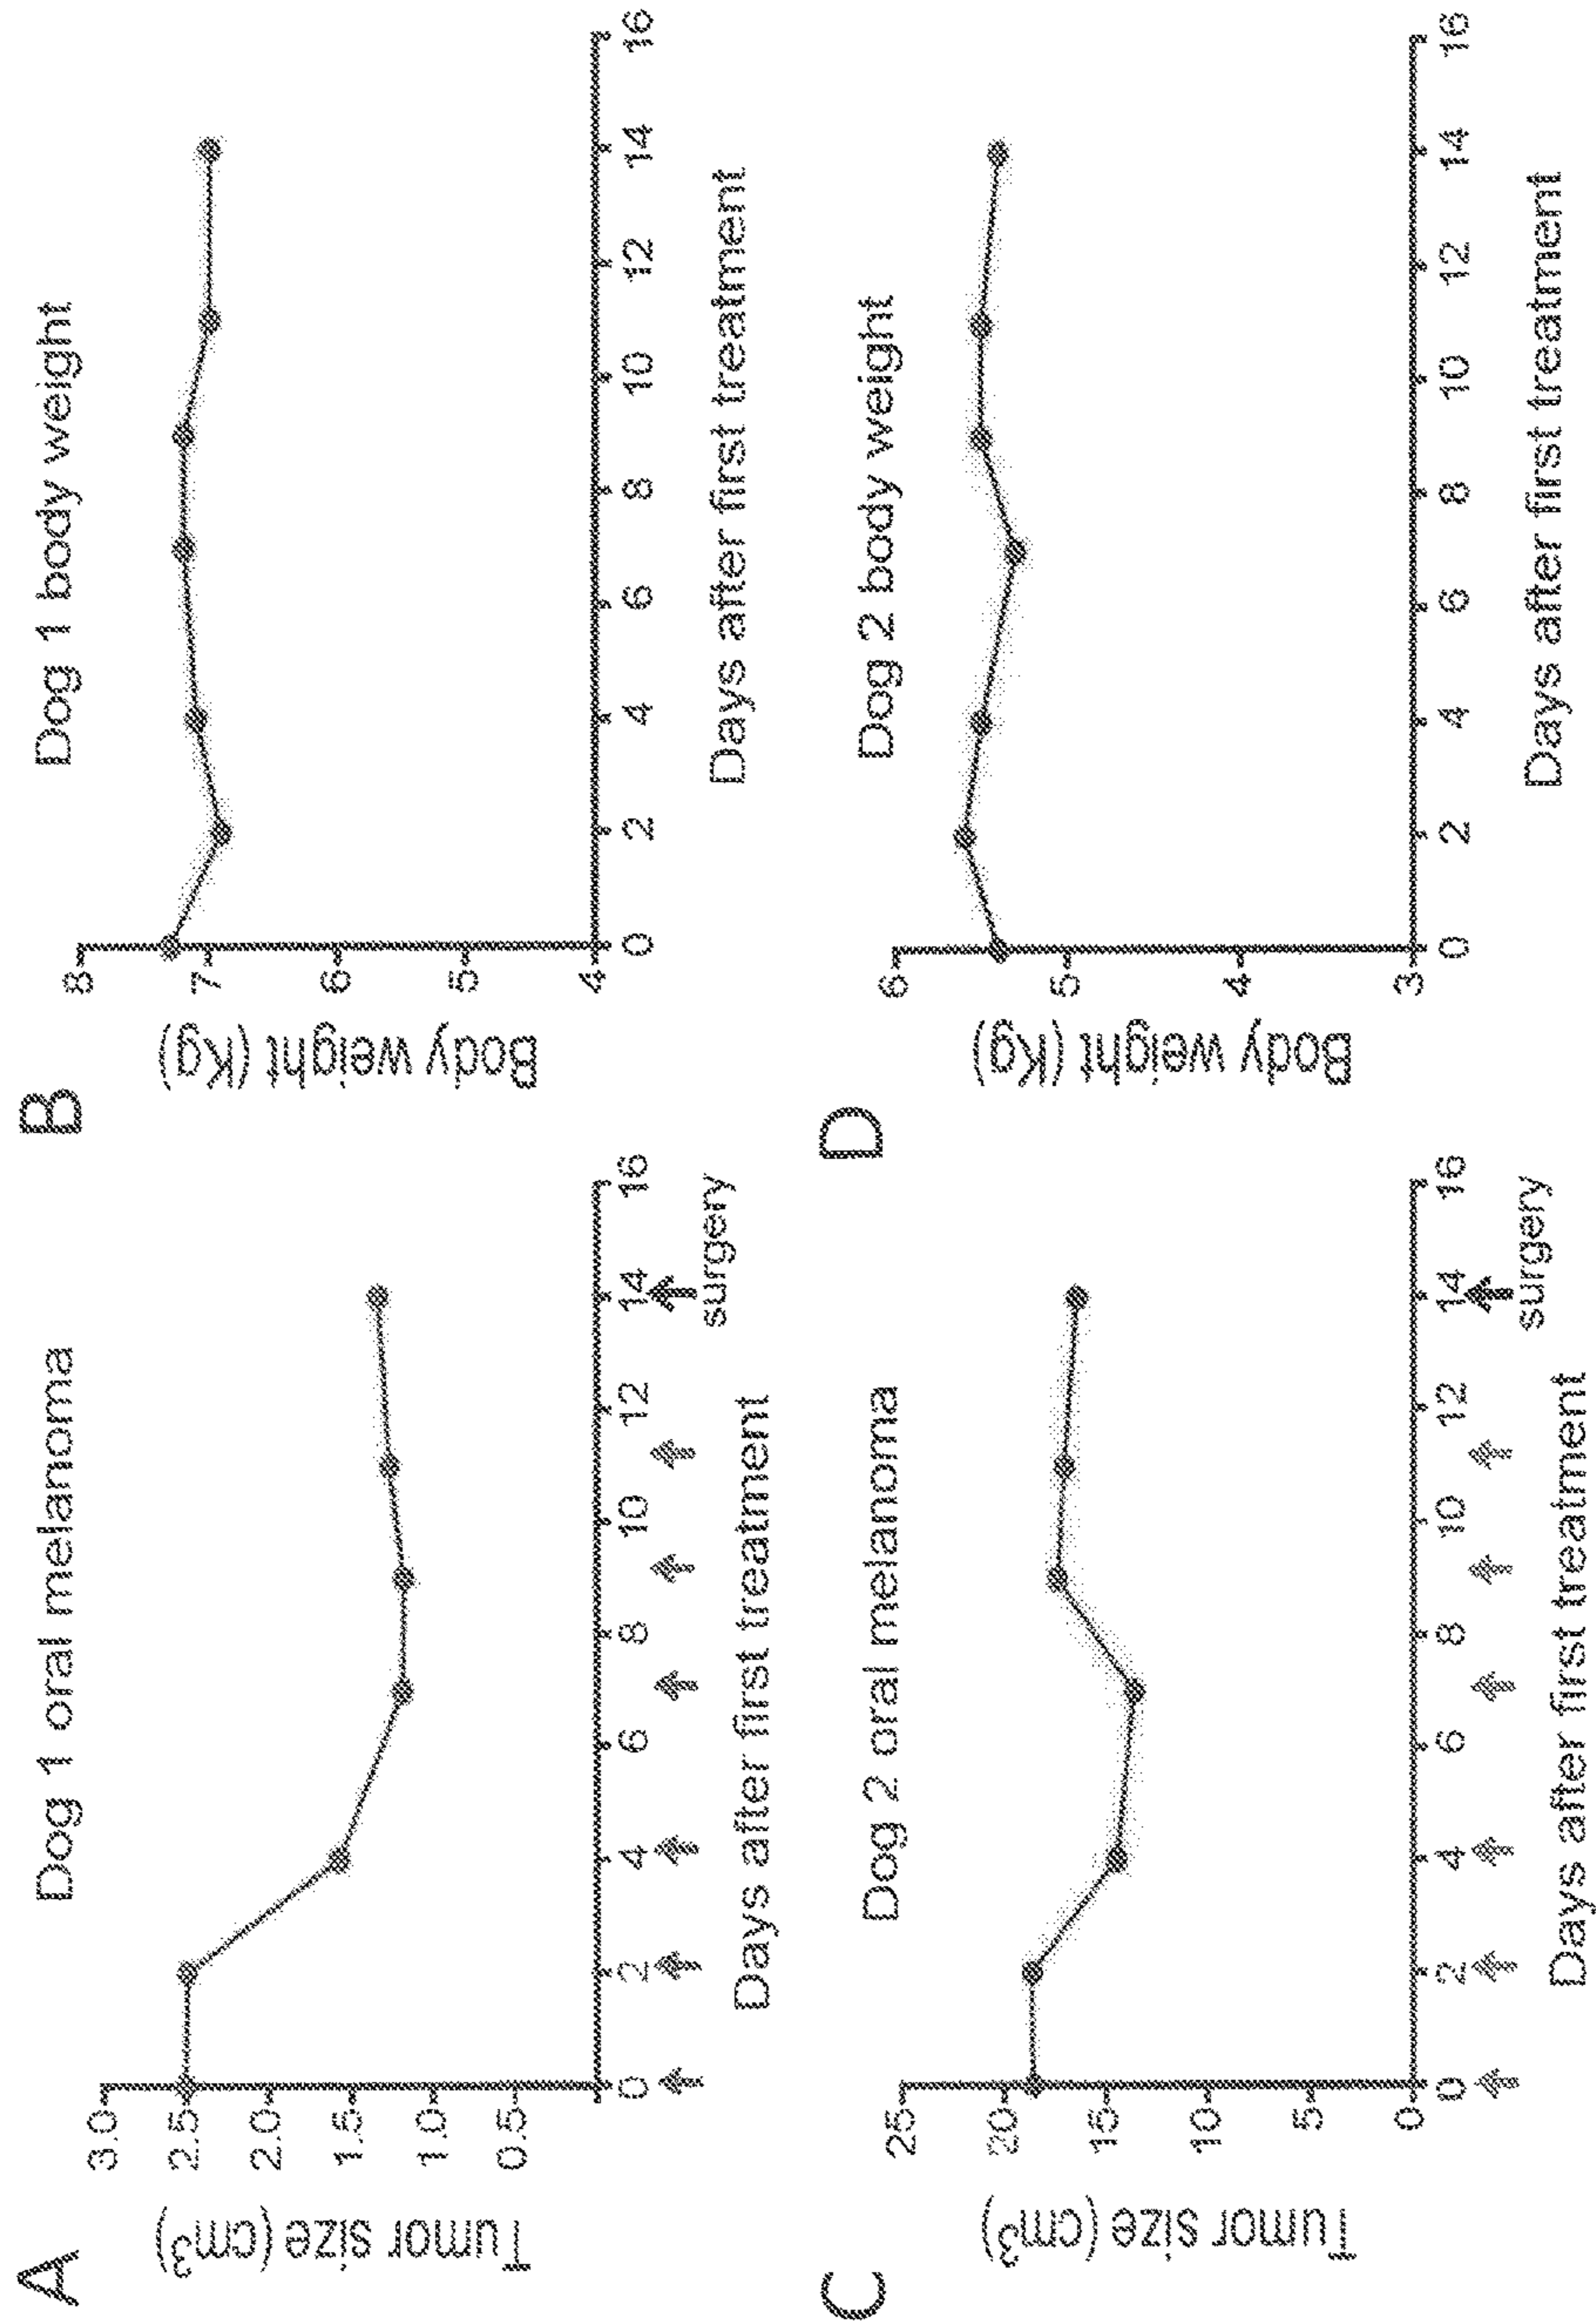 A
Dog 1 oral melanoma
Tumor size (cm³)
3.0
2.5
2.0
1.5
1.0
0.5
0 2 4 6 8 10 12 14 16
surgery
Days after first treatment
B
Dog 1 body weight
Body weight (Kg)
8
7
6
5
4
0 2 4 6 8 10 12 14 16
Days after first treatment
C
Dog 2 oral melanoma
Tumor size (cm³)
25
20
15
10
5
0
0 2 4 6 8 10 12 14 16
surgery
Days after first treatment
D
Dog 2 body weight
Body weight (Kg)
6
5
4
3
0 2 4 6 8 10 12 14 16
Days after first treatment